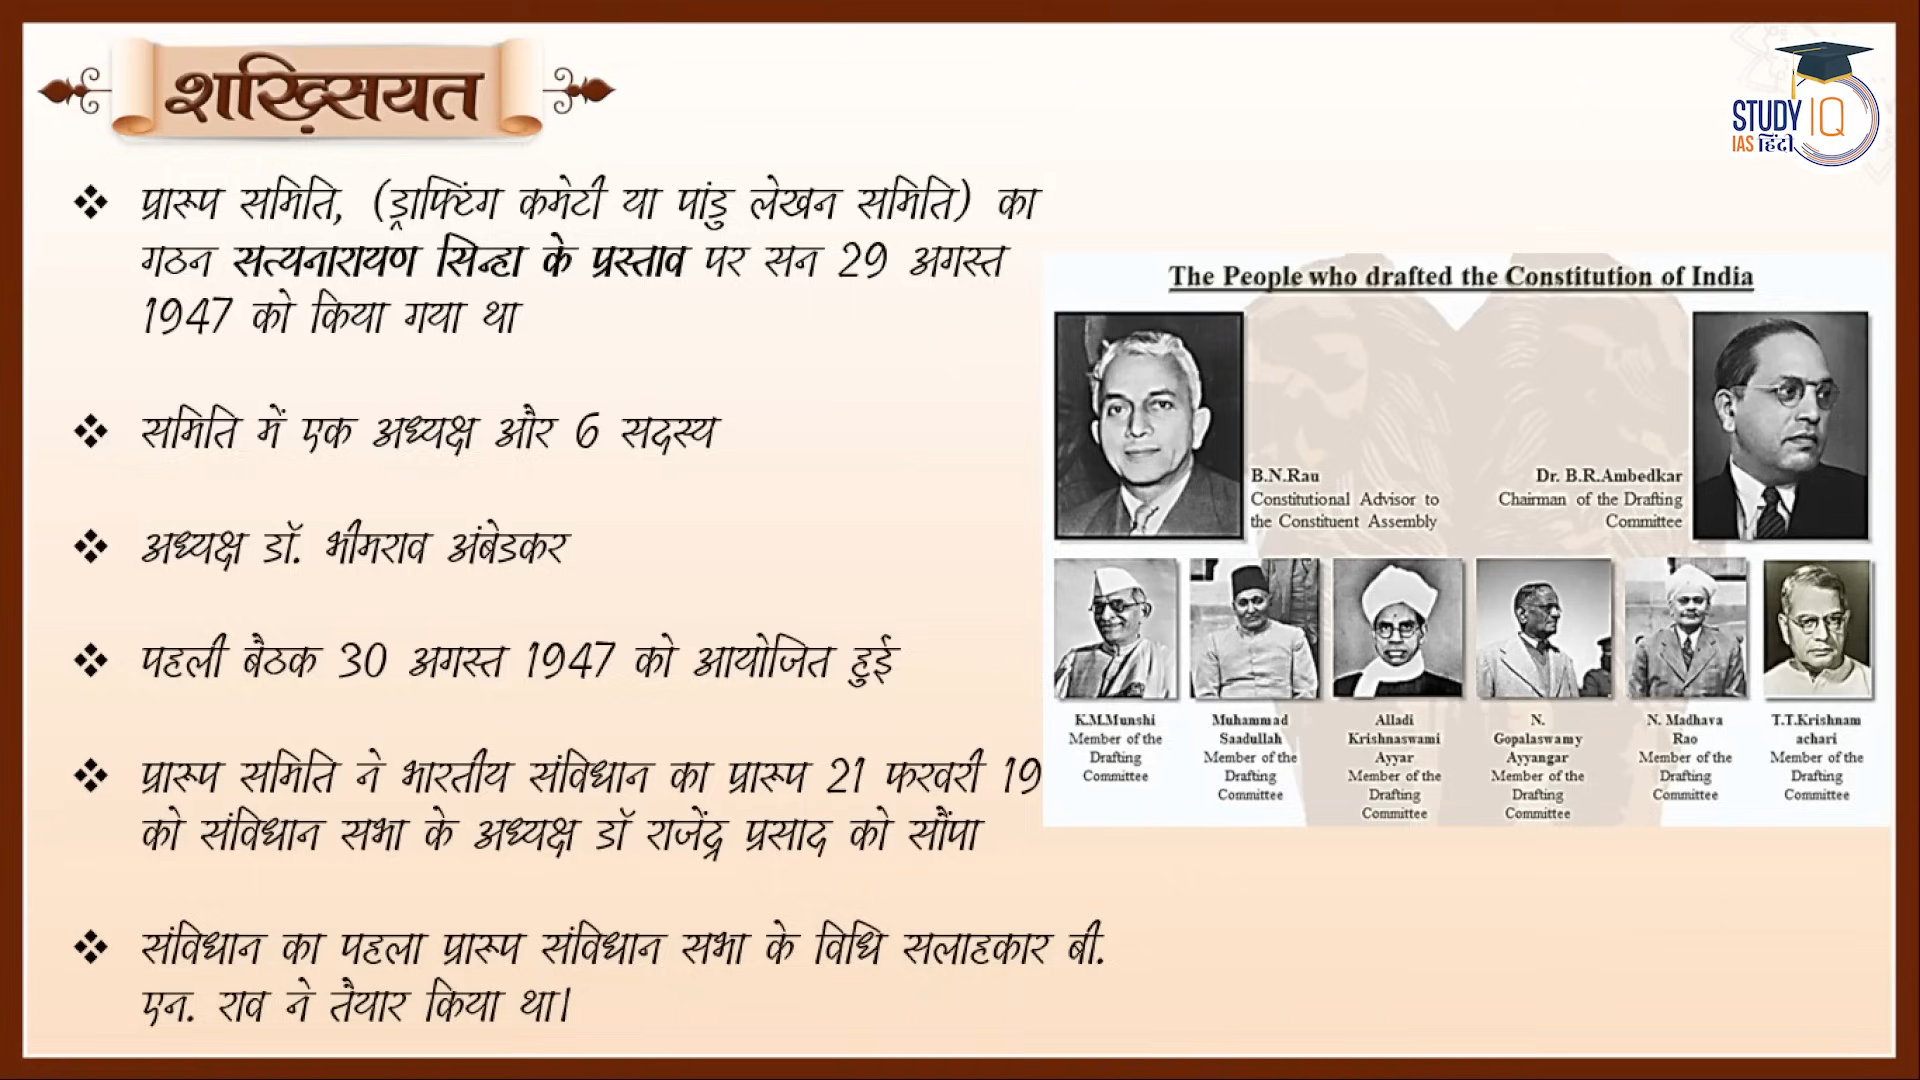 शख़्सियत
STUDY IQ
IAS हिंदी
❖ प्रारूप समिति, (ड्राफ्टिंग कमेटी या पांडु लेखन समिति) का
गठन सत्यनारायण सिन्हा के प्रस्ताव पर सन 29 अगस्त
1947 को किया गया था
❖ समिति में एक अध्यक्ष और 6 सदस्य
❖ अध्यक्ष डॉ. भीमराव अंबेडकर
❖ पहली बैठक 30 अगस्त 1947 को आयोजित हुई
❖ प्रारूप समिति ने भारतीय संविधान का प्रारूप 21 फरवरी 19
को संविधान सभा के अध्यक्ष डॉ राजेंद्र प्रसाद को सौंपा
❖ संविधान का पहला प्रारूप संविधान सभा के विधि सलाहकार बी.
एन. राव ने तैयार किया था।
The People who drafted the Constitution of India
B.N.Rau
Constitutional Advisor to
the Constituent Assembly
Dr. B.R.Ambedkar
Chairman of the Drafting
Committee
K.M.Munshi
Member of the
Drafting
Committee
Muhammad
Saadullah
Member of the
Drafting
Committee
Alladi
Krishnaswami
Ayyar
Member of the
Drafting
Committee
N.
Gopalaswamy
Ayyangar
Member of the
Drafting
Committee
N. Madhava
Rao
Member of the
Drafting
Committee
T.T.Krishnam
achari
Member of the
Drafting
Committee